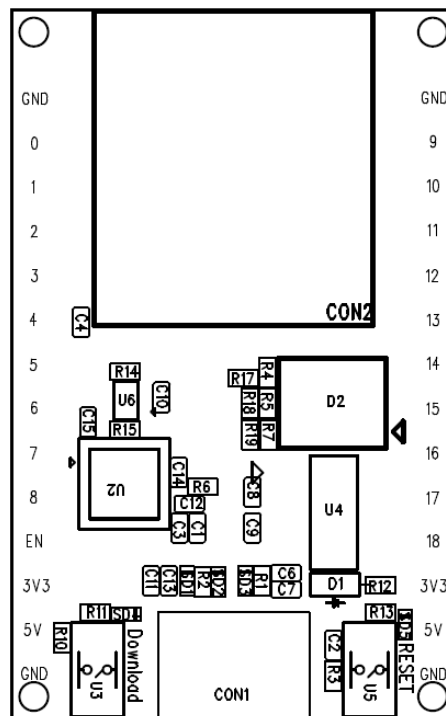 GND GND
0 9
1 10
2 11
3 12
CON2
4 13
C4
5 14
R14 R17 R4
6 U6 C10 R18 R5 D2 15
C15 R15 R19 R7
7 16
C14
U2 R6 C8 U4
8 C12 17
C3 C1 C9
EN 18
C11 C13 SD1 R2 SD2 SD3 R1 C6
3V3 C7 D1 R12 3V3
R11 SD4 R13
5V R10 Download C2 SD5 RESET 5V
GND U3 R3 U5 GND
CON1